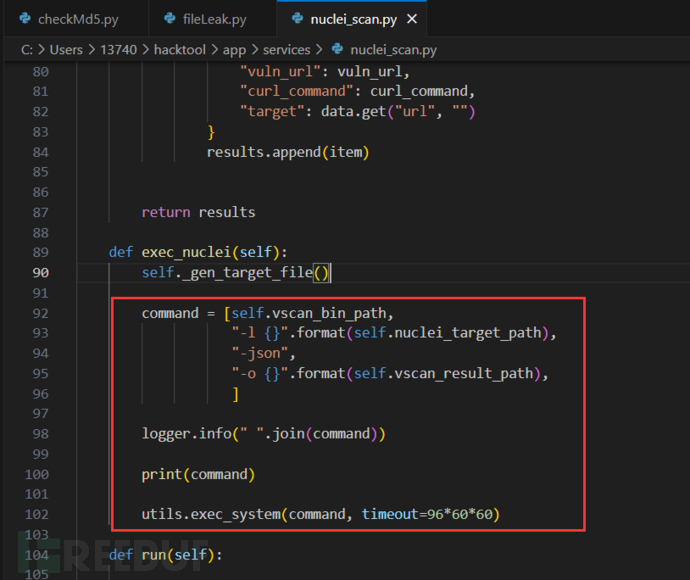 checkMd5.py fileLeak.py nuclei_scan.py ×
C: > Users > 13740 > hacktool > app > services > nuclei_scan.py
80 "vuln_url": vuln_url,
81 "curl_command": curl_command,
82 "target": data.get("url", "")
83 }
84 results.append(item)
85
86
87 return results
88
89 def exec_nuclei(self):
90 self._gen_target_file()
91
92 command = [self.vscan_bin_path,
93 "-l {}".format(self.nuclei_target_path),
94 "-json",
95 "-o {}".format(self.vscan_result_path),
96 ]
97
98 logger.info(" ".join(command))
99
100 print(command)
101
102 utils.exec_system(command, timeout=96*60*60)
103
FREEBUF
104 def run(self):
105